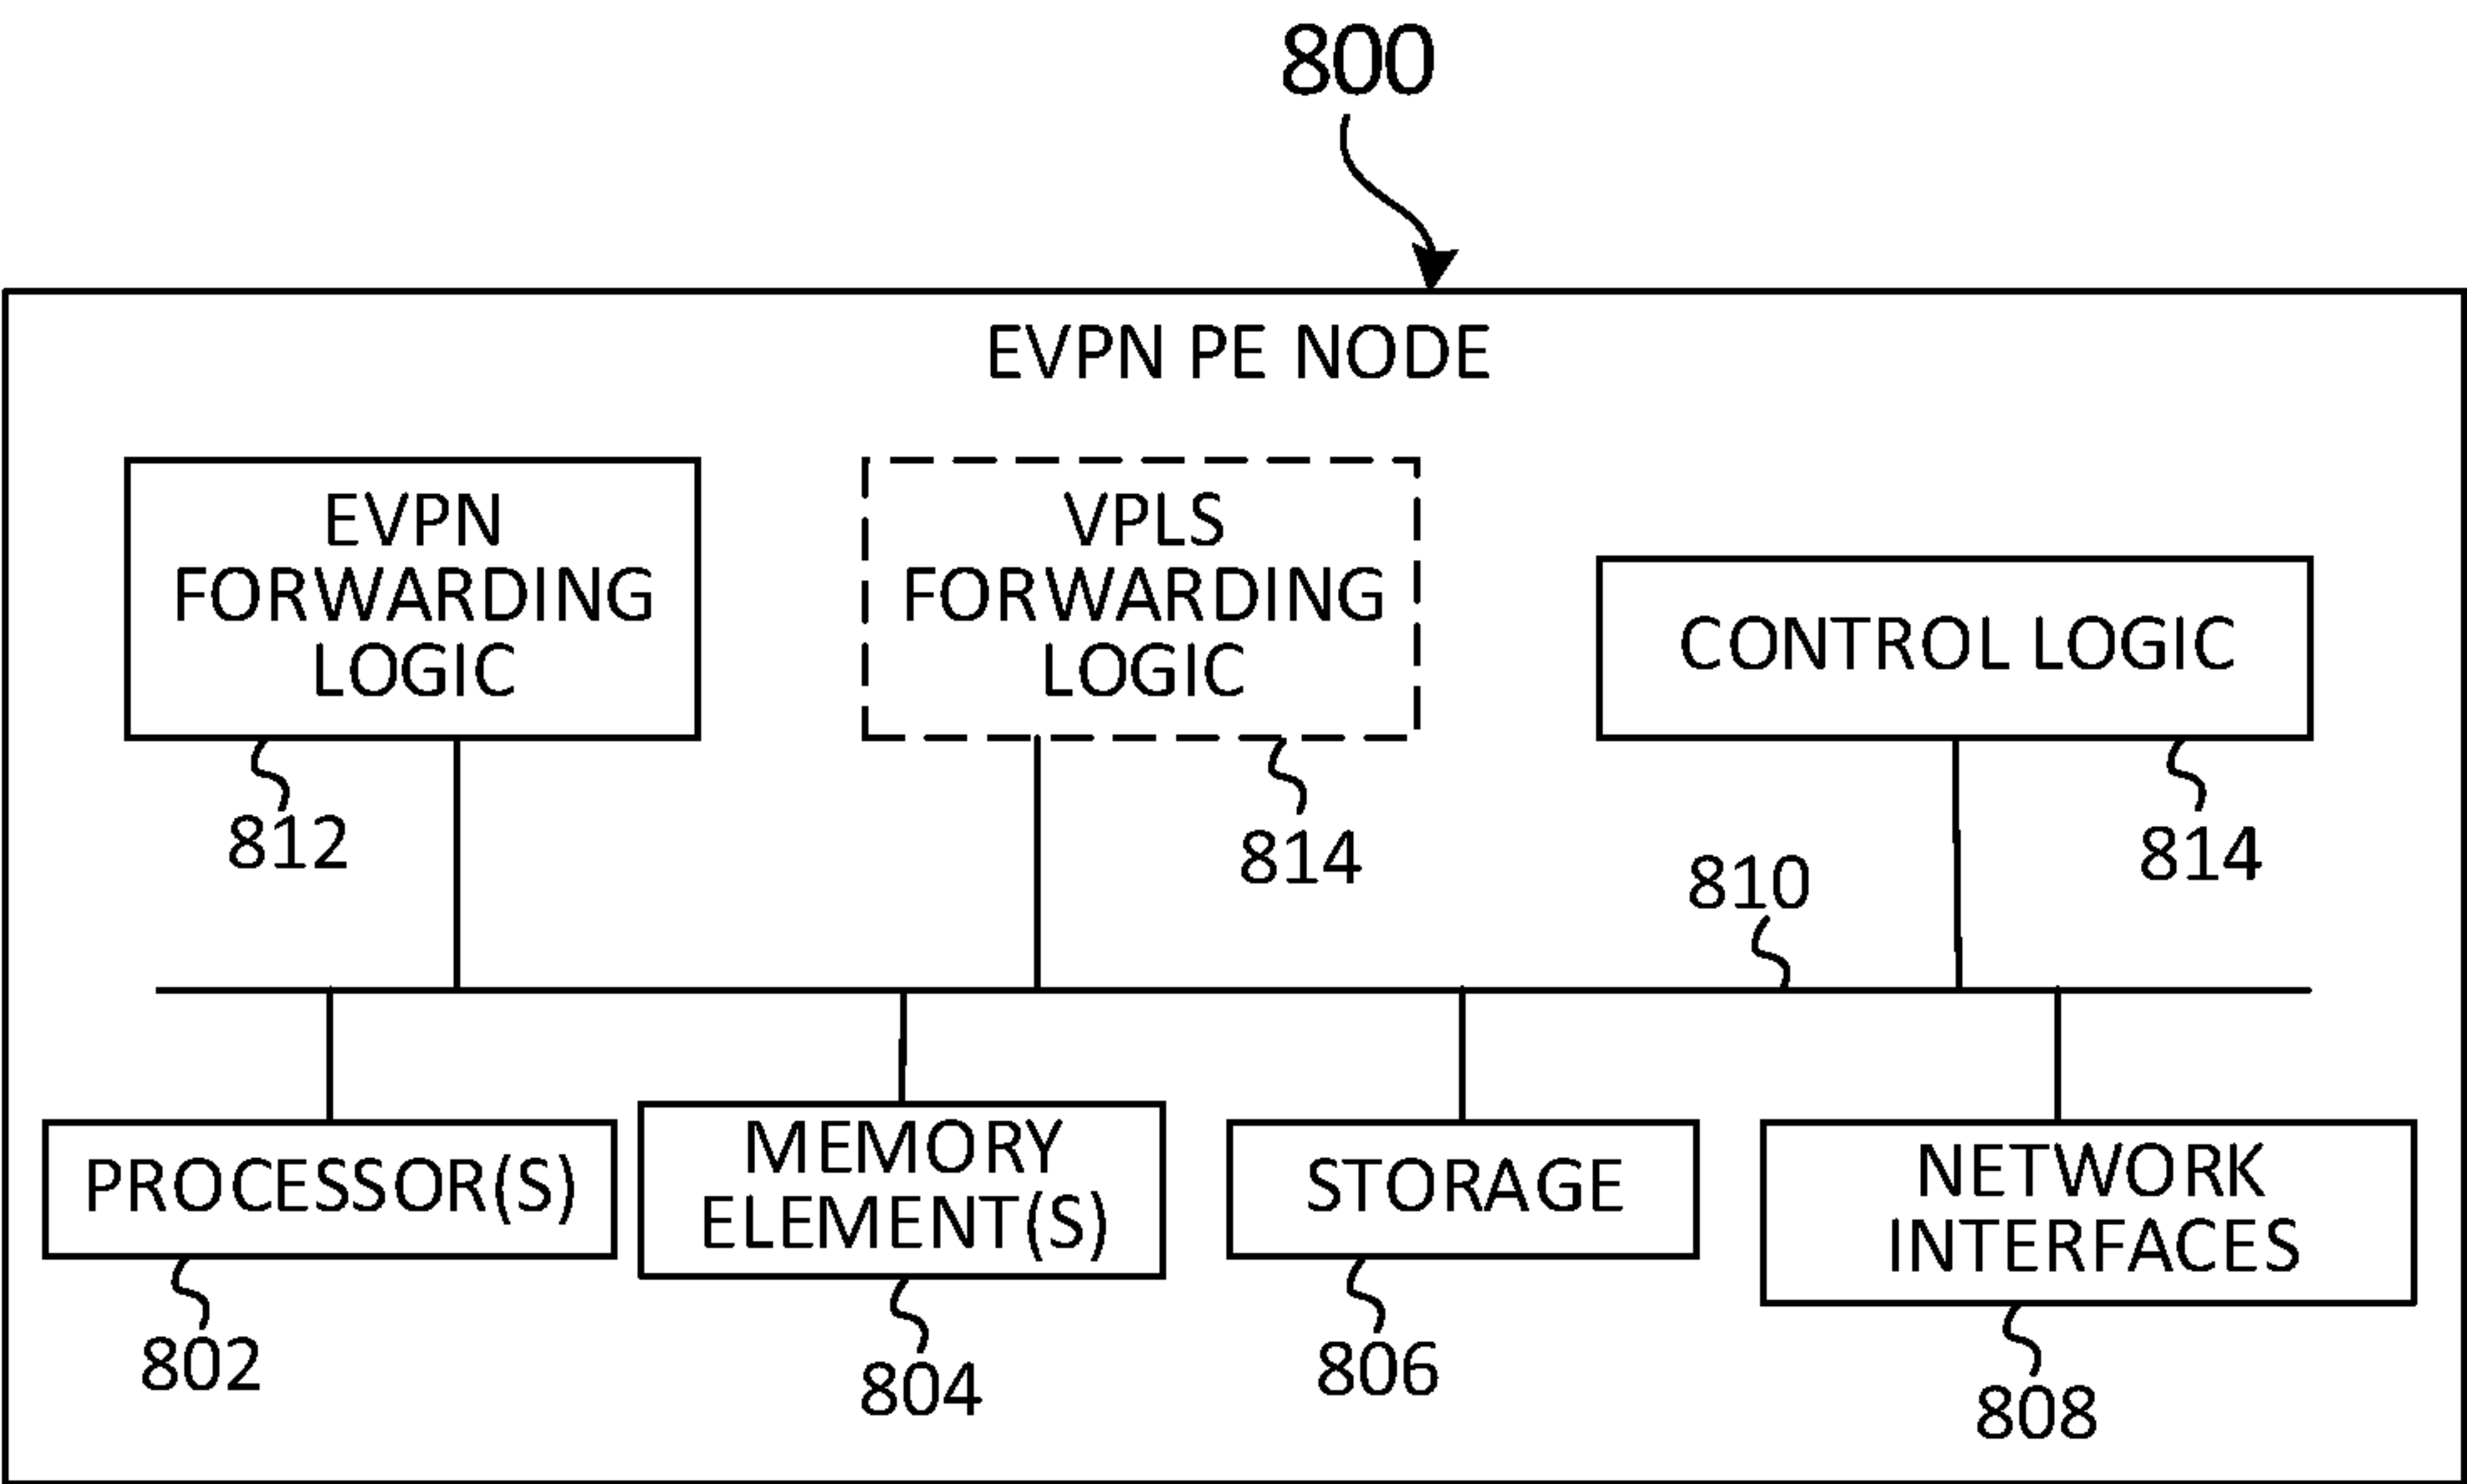 800
EVPN PE NODE
EVPN
FORWARDING
LOGIC
812
VPLS
FORWARDING
LOGIC
814
CONTROL LOGIC
814
810
PROCESSOR(S)
802
MEMORY
ELEMENT(S)
804
STORAGE
806
NETWORK
INTERFACES
808